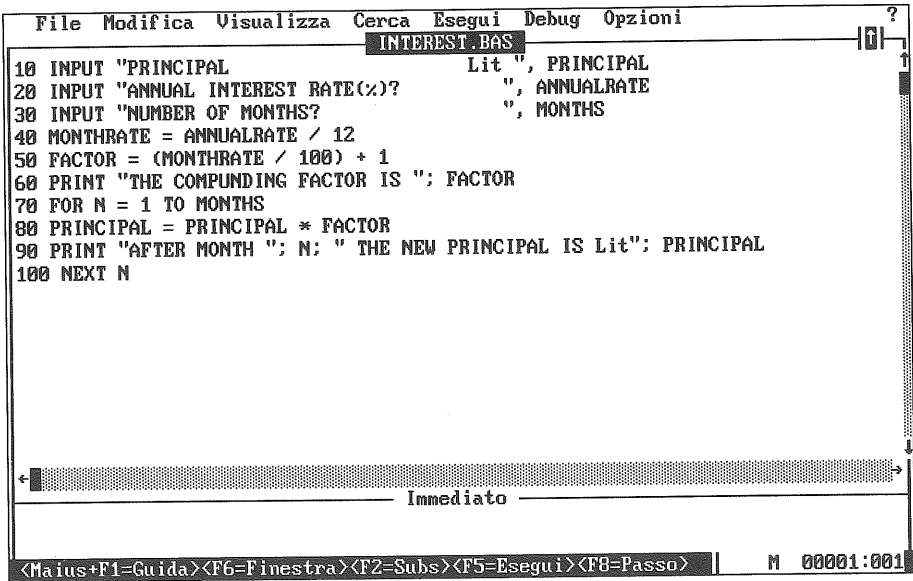 File Modifica Visualizza Cerca Esegui Debug Opzioni ?
INTEREST.BAS
10 INPUT "PRINCIPAL Lit ", PRINCIPAL
20 INPUT "ANNUAL INTEREST RATE(%)? ", ANNUALRATE
30 INPUT "NUMBER OF MONTHS? ", MONTHS
40 MONTHRATE = ANNUALRATE / 12
50 FACTOR = (MONTHRATE / 100) + 1
60 PRINT "THE COMPUNDING FACTOR IS "; FACTOR
70 FOR N = 1 TO MONTHS
80 PRINCIPAL = PRINCIPAL * FACTOR
90 PRINT "AFTER MONTH "; N; " THE NEW PRINCIPAL IS Lit"; PRINCIPAL
100 NEXT N
Immediato
<Maius+F1=Guida><F6=Finestra><F2=Subs><F5=Esegui><F8=Passo> M 00001:001